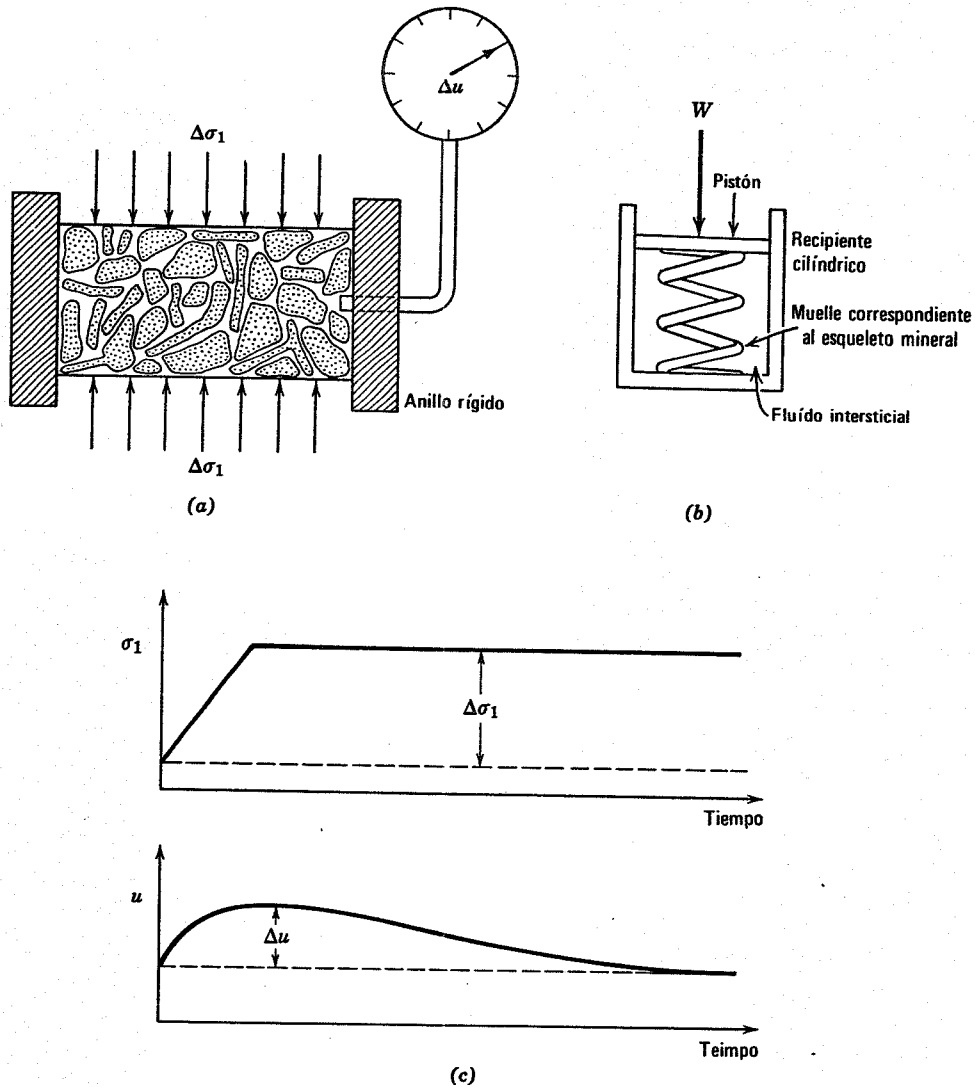 Δu
Δσ1
Anillo rígido
Δσ1
(a)
W
Pistón
Recipiente
cilíndrico
Muelle correspondiente
al esqueleto mineral
Fluído intersticial
(b)
σ1
Δσ1
Tiempo
u
Δu
Teimpo
(c)